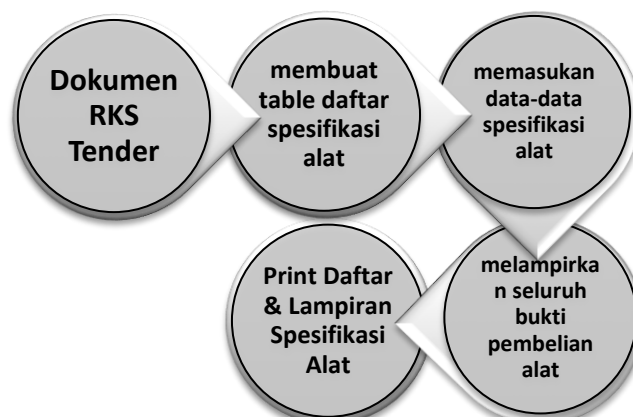 Dokumen
RKS
Tender
membuat
table daftar
spesifikasi
alat
memasukan
data-data
spesifikasi
alat
melampirka
n seluruh
bukti
pembelian
alat
Print Daftar
& Lampiran
Spesifikasi
Alat